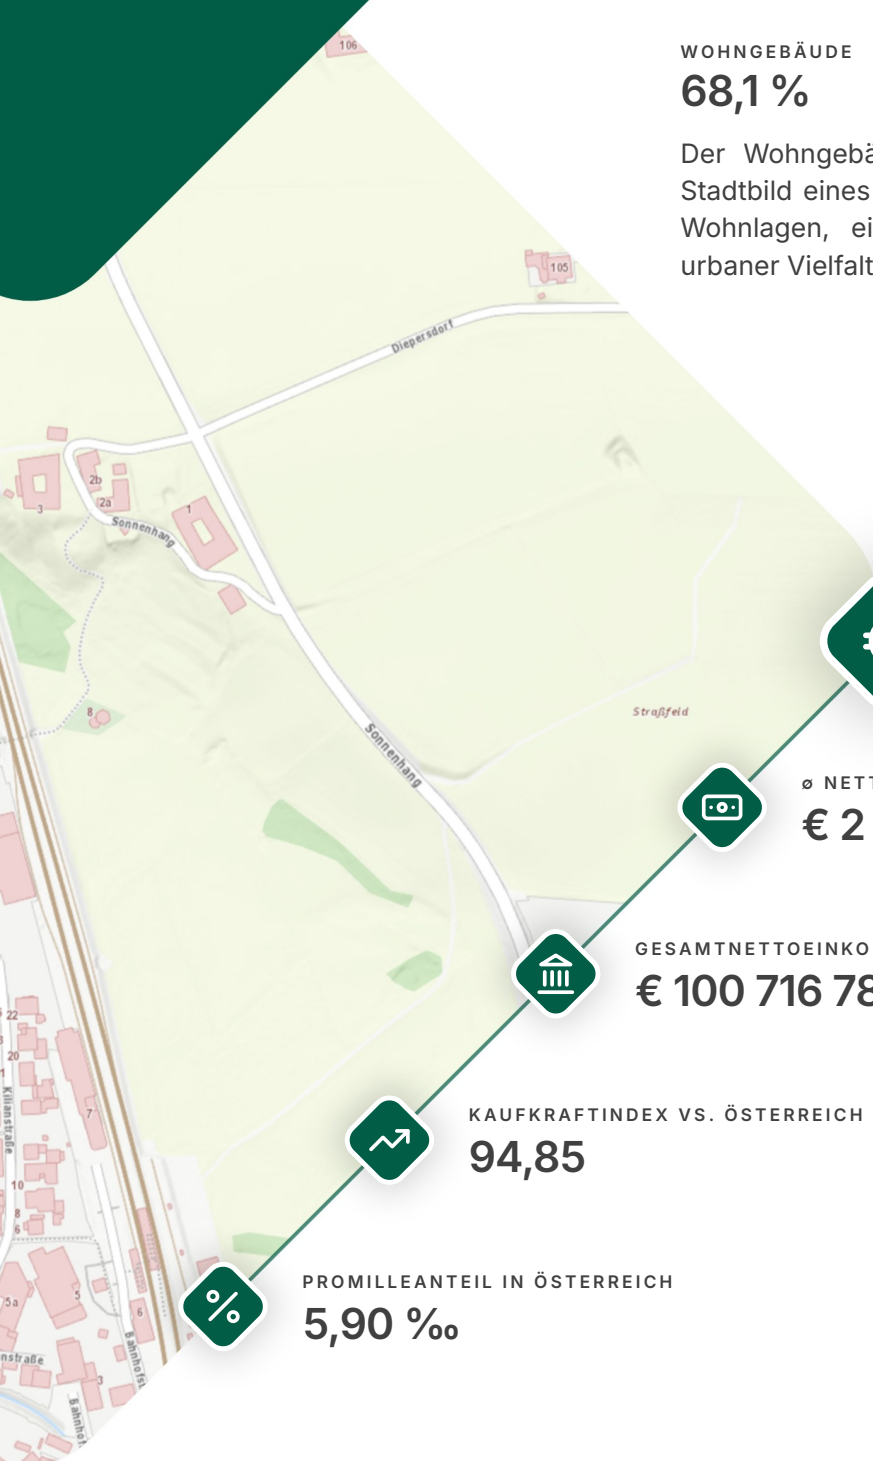 106
WOHNGEBÄUDE
68,1 %
Der Wohngebä
Stadtbild eines
Wohnlagen, ei
urbaner Vielfalt
105
Diepersdorf
2b
2a
3
1
Sonnenhang
8
Straßfeld
Sonnenhang
ø NETT
€ 2
GESAMTNETTOEINKO
€ 100 716 78
22
20
Kilianstraße
7
KAUFKRAFTINDEX VS. ÖSTERREICH
94,85
10
8
6
PROMILLEANTEIL IN ÖSTERREICH
5,90 ‰
5a
5
6
nstraße
3
Bahnhofst
Bahnhof